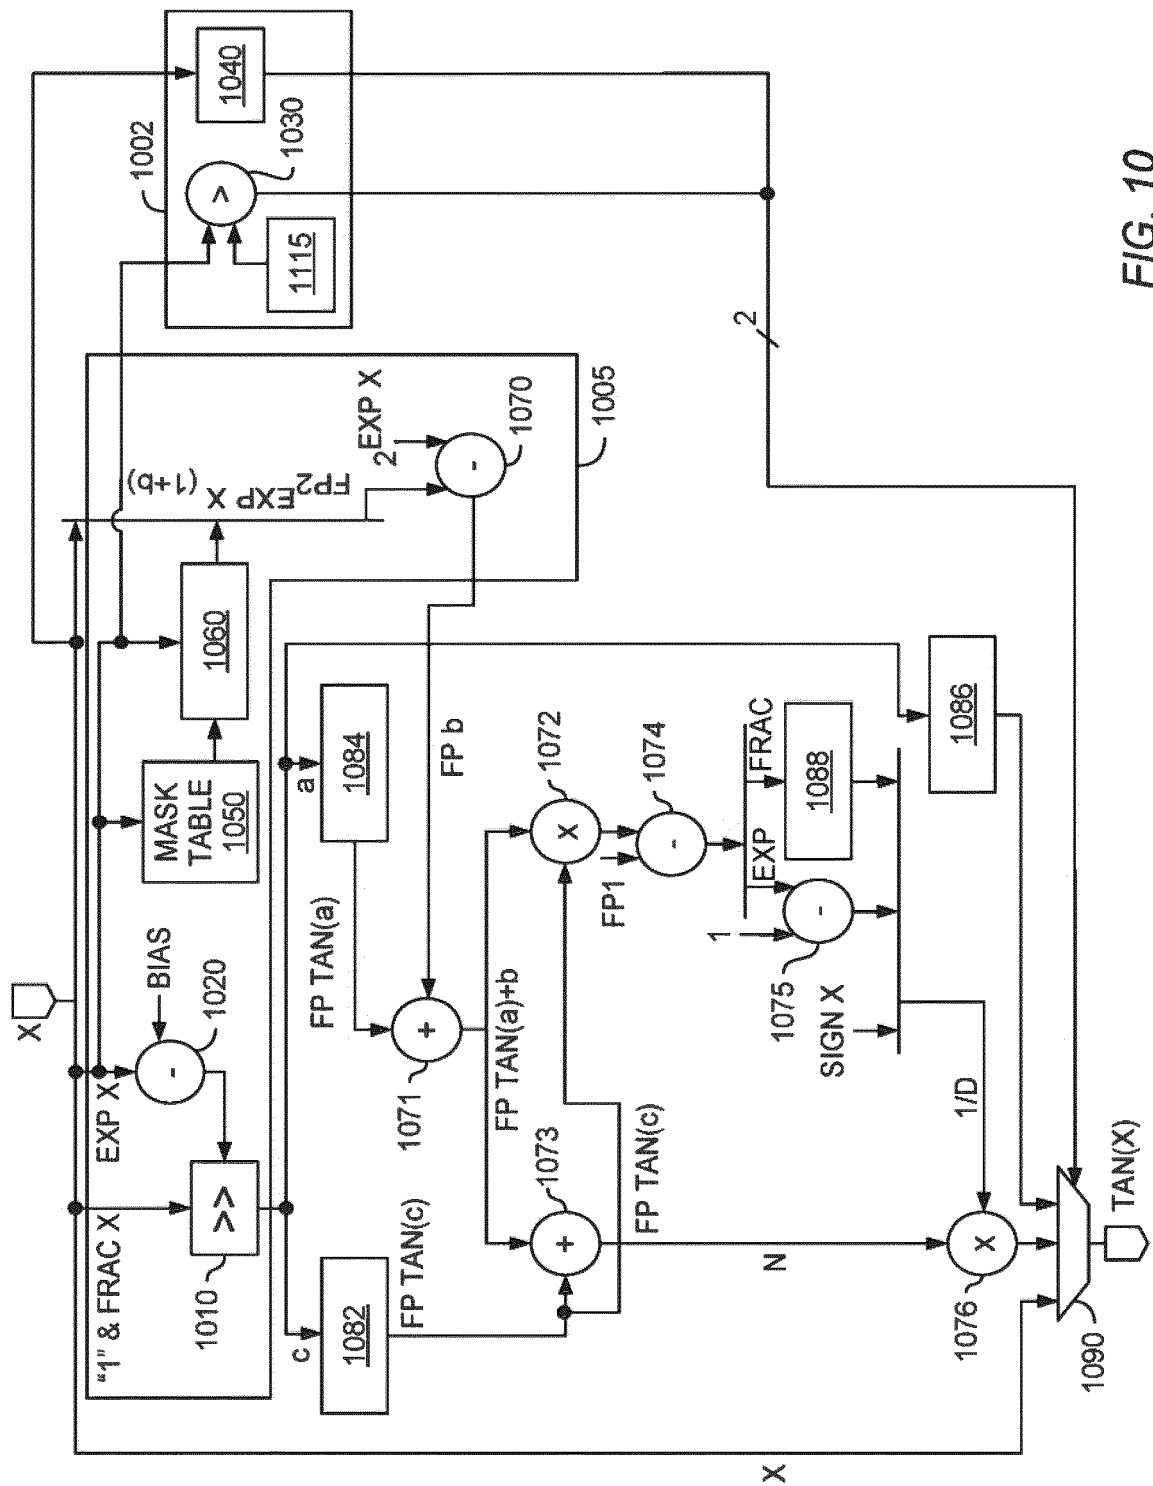 X
"1" & FRAC X
EXP X
BIAS
1010
>>
-
1020
MASK
TABLE
1050
1060
FP2
EXP X
(1+b)
1002
1115
>
1030
1040
2
EXP X
-
1070
1005
c
1082
a
1084
FP TAN(c)
FP TAN(a)
FP b
1071
+
FP TAN(a)+b
1073
+
FP TAN(c)
1072
X
FP1
-
1074
EXP
FRAC
1
-
1075
1088
SIGN X
1/D
1086
N
2
X
1076
X
1090
TAN(X)
FIG. 10